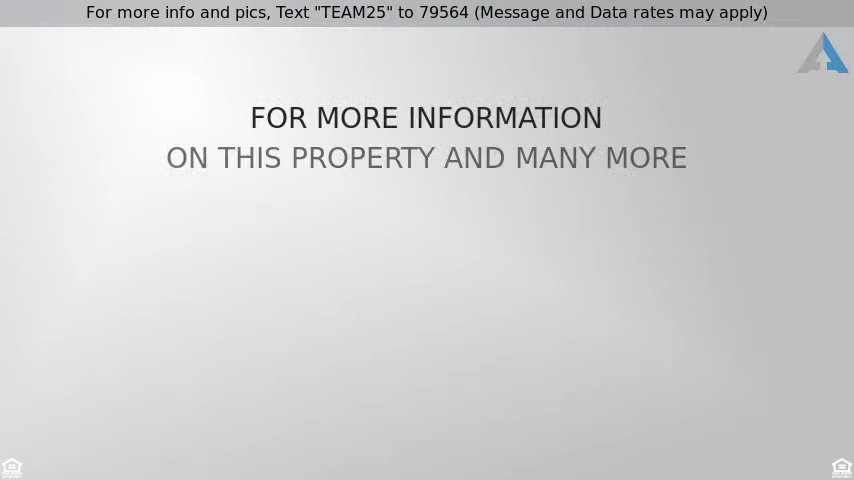 For more info and pics, Text "TEAM25" to 79564 (Message and Data rates may apply)
FOR MORE INFORMATION
ON THIS PROPERTY AND MANY MORE